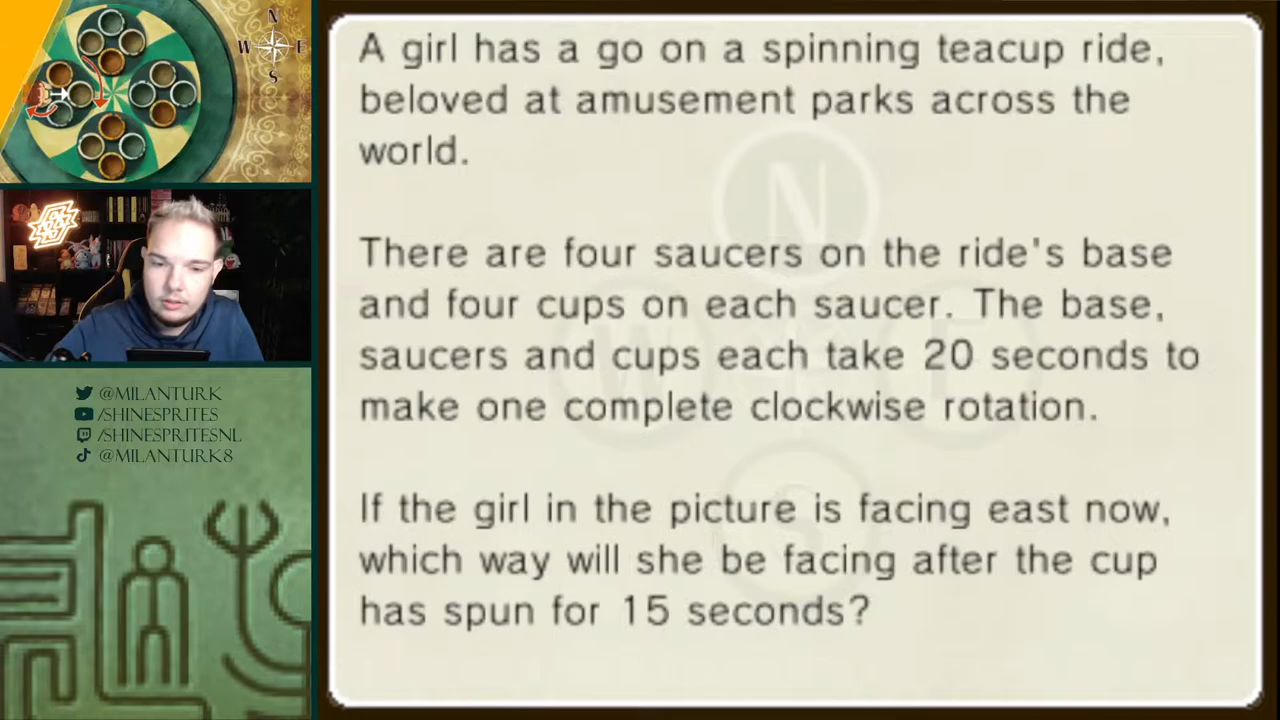 N
W E
S
A girl has a go on a spinning teacup ride,
beloved at amusement parks across the
world.
There are four saucers on the ride's base
and four cups on each saucer. The base,
saucers and cups each take 20 seconds to
make one complete clockwise rotation.
If the girl in the picture is facing east now,
which way will she be facing after the cup
has spun for 15 seconds?
N
W E
S
@MILANTURK
/SHINESPRITES
/SHINESPRITESNL
@MILANTURK8